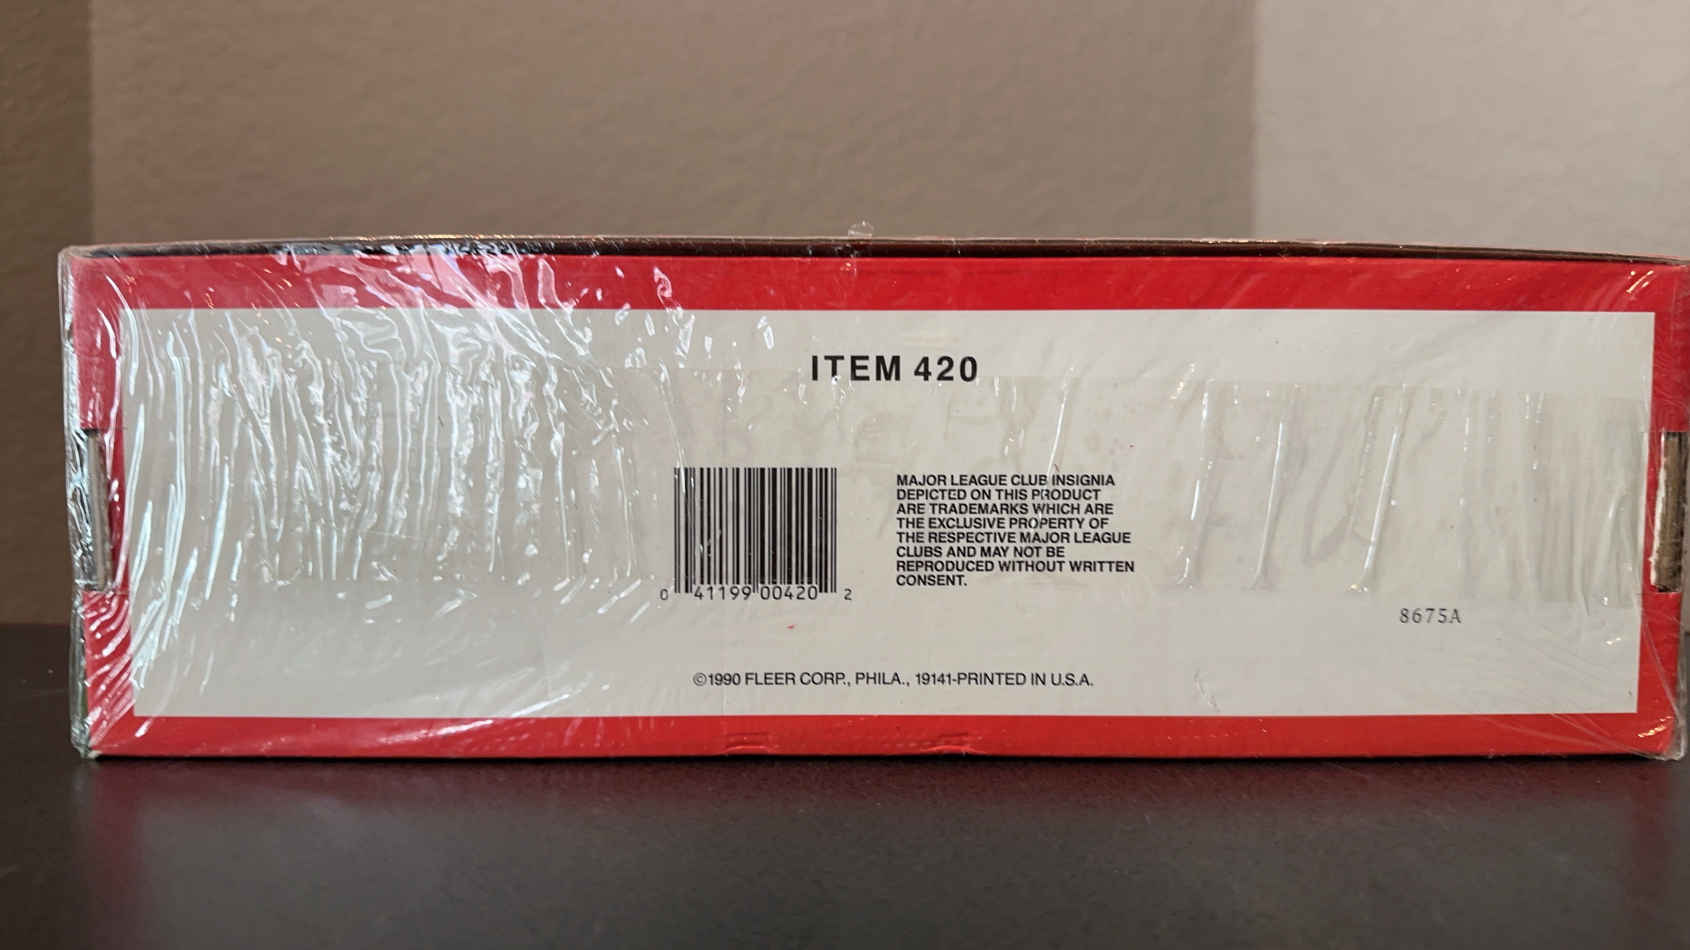 ITEM 420
MAJOR LEAGUE CLUB INSIGNIA
DEPICTED ON THIS PRODUCT
ARE TRADEMARKS WHICH ARE
THE EXCLUSIVE PROPERTY OF
THE RESPECTIVE MAJOR LEAGUE
CLUBS AND MAY NOT BE
REPRODUCED WITHOUT WRITTEN
CONSENT.
0 41199 00420 2
8675A
©1990 FLEER CORP., PHILA., 19141-PRINTED IN U.S.A.